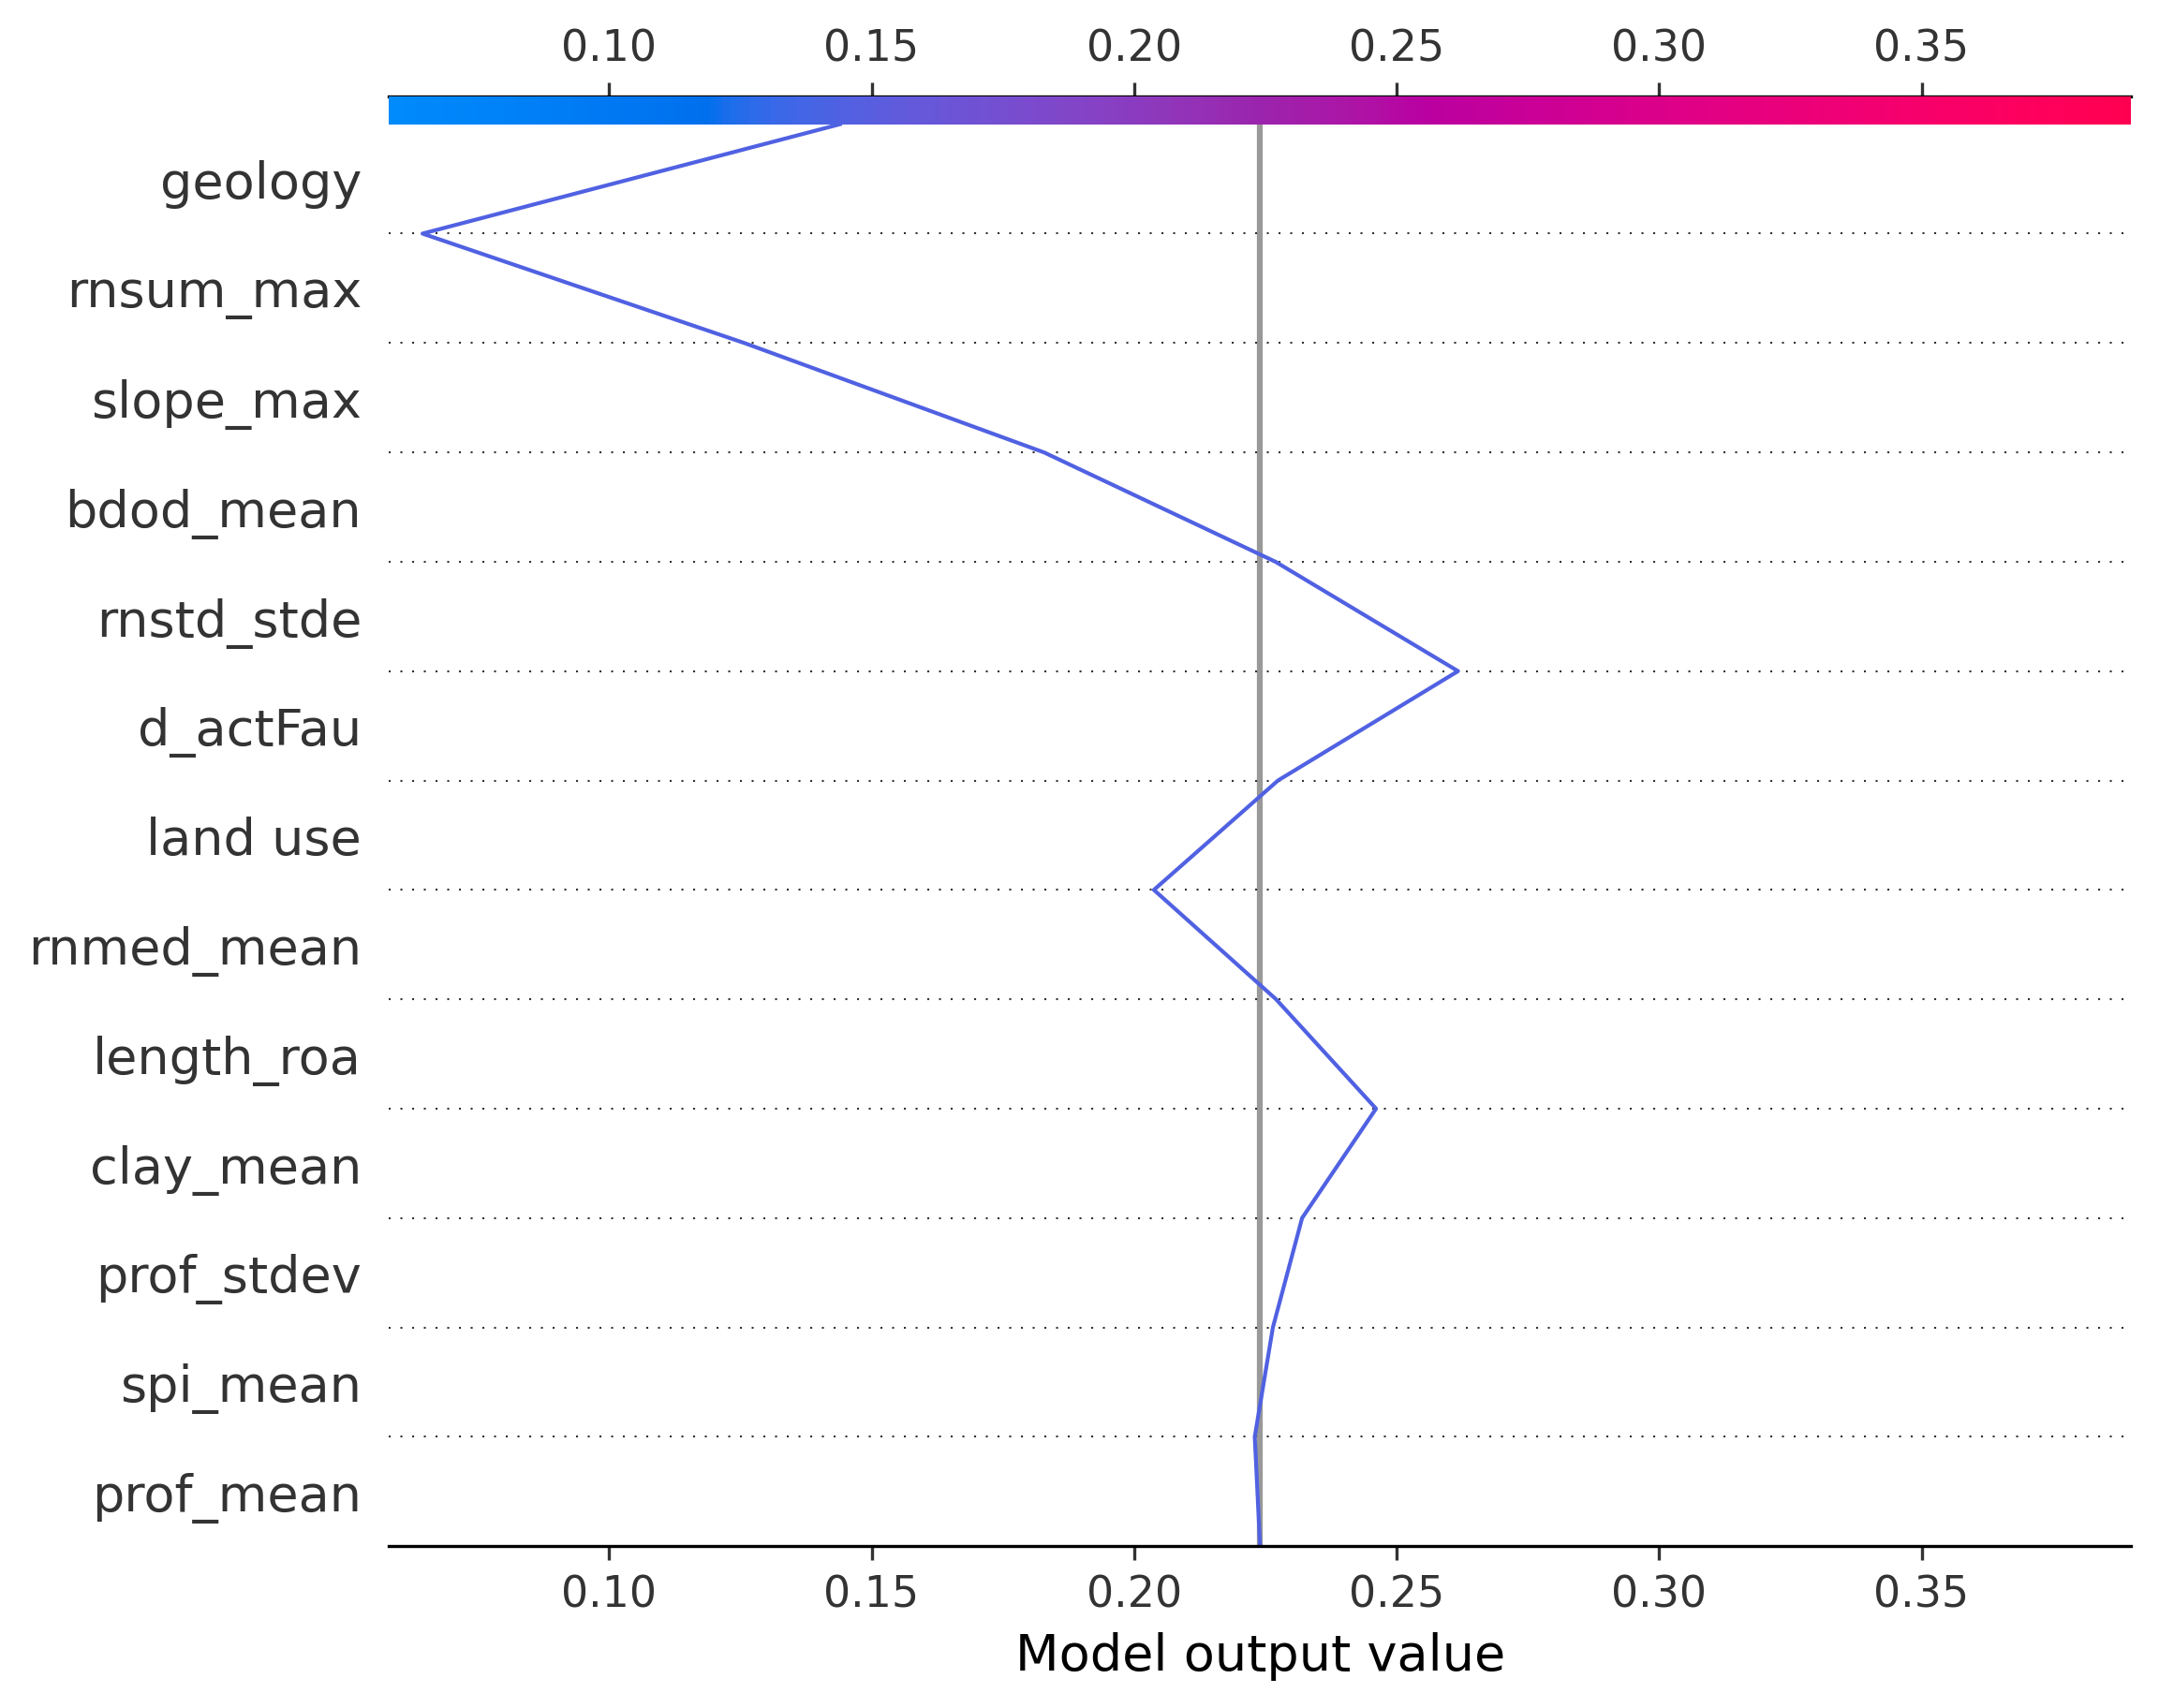 0.10 0.15 0.20 0.25 0.30 0.35
geology
rnsum_max
slope_max
bdod_mean
rnstd_stde
d_actFau
land use
rnmed_mean
length_roa
clay_mean
prof_stdev
spi_mean
prof_mean
0.10 0.15 0.20 0.25 0.30 0.35
Model output value